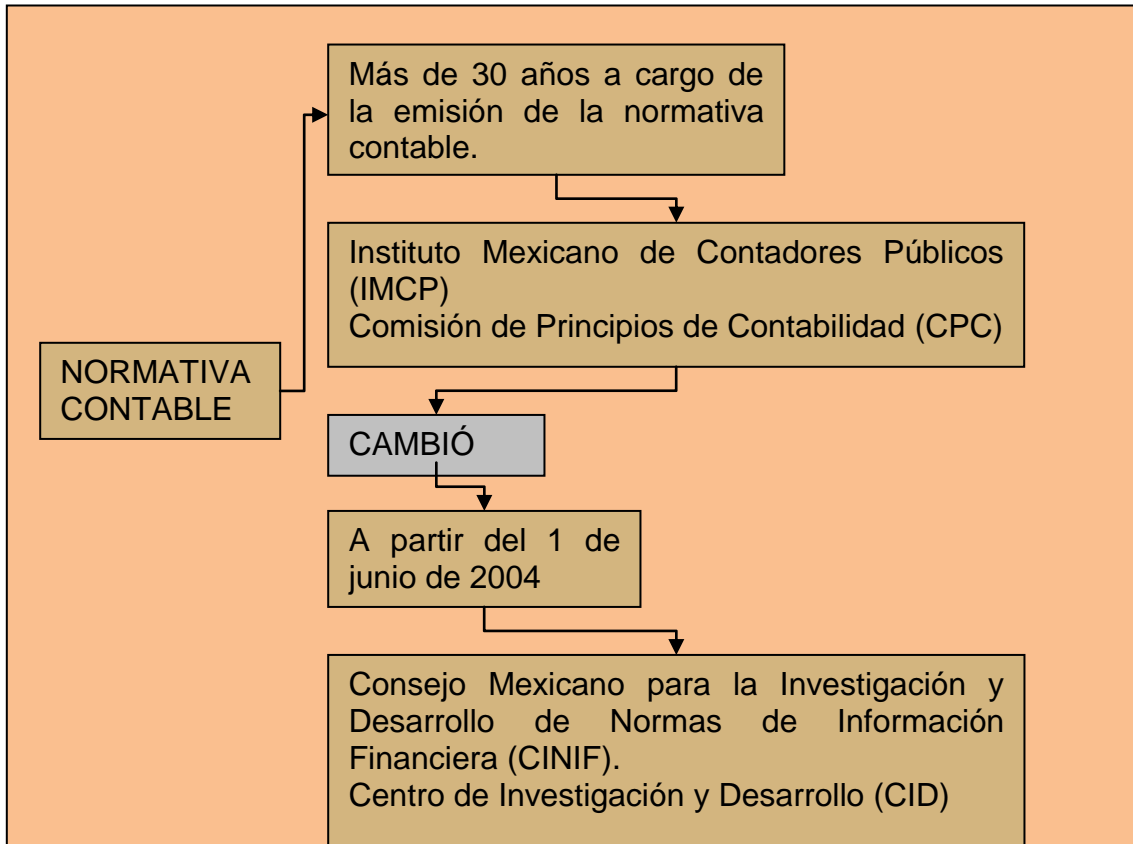 Más de 30 años a cargo de
la emisión de la normativa
contable.
Instituto Mexicano de Contadores Públicos
(IMCP)
Comisión de Principios de Contabilidad (CPC)
NORMATIVA
CONTABLE
CAMBIÓ
A partir del 1 de
junio de 2004
Consejo Mexicano para la Investigación y
Desarrollo de Normas de Información
Financiera (CINIF).
Centro de Investigación y Desarrollo (CID)